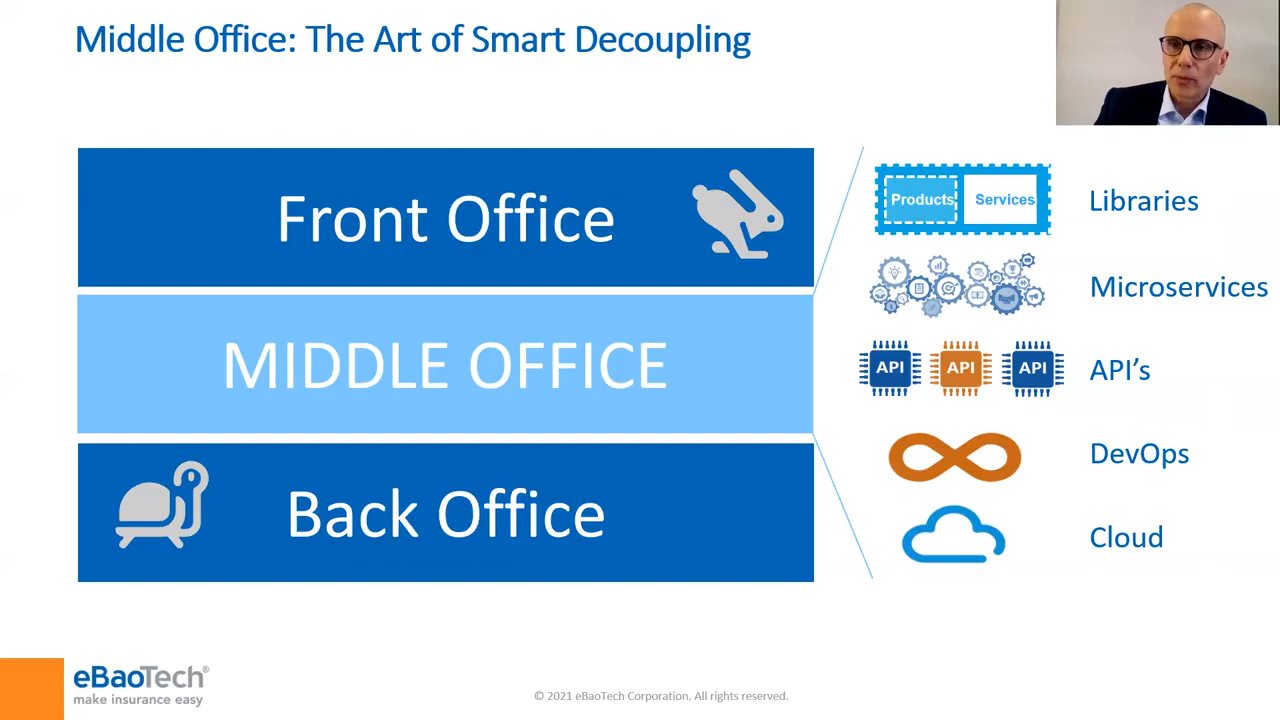 Middle Office: The Art of Smart Decoupling
Front Office
MIDDLE OFFICE
Back Office
Products Services
Libraries
Microservices
API API API
API’s
DevOps
Cloud
eBaoTech®
make insurance easy
© 2021 eBaoTech Corporation. All rights reserved.